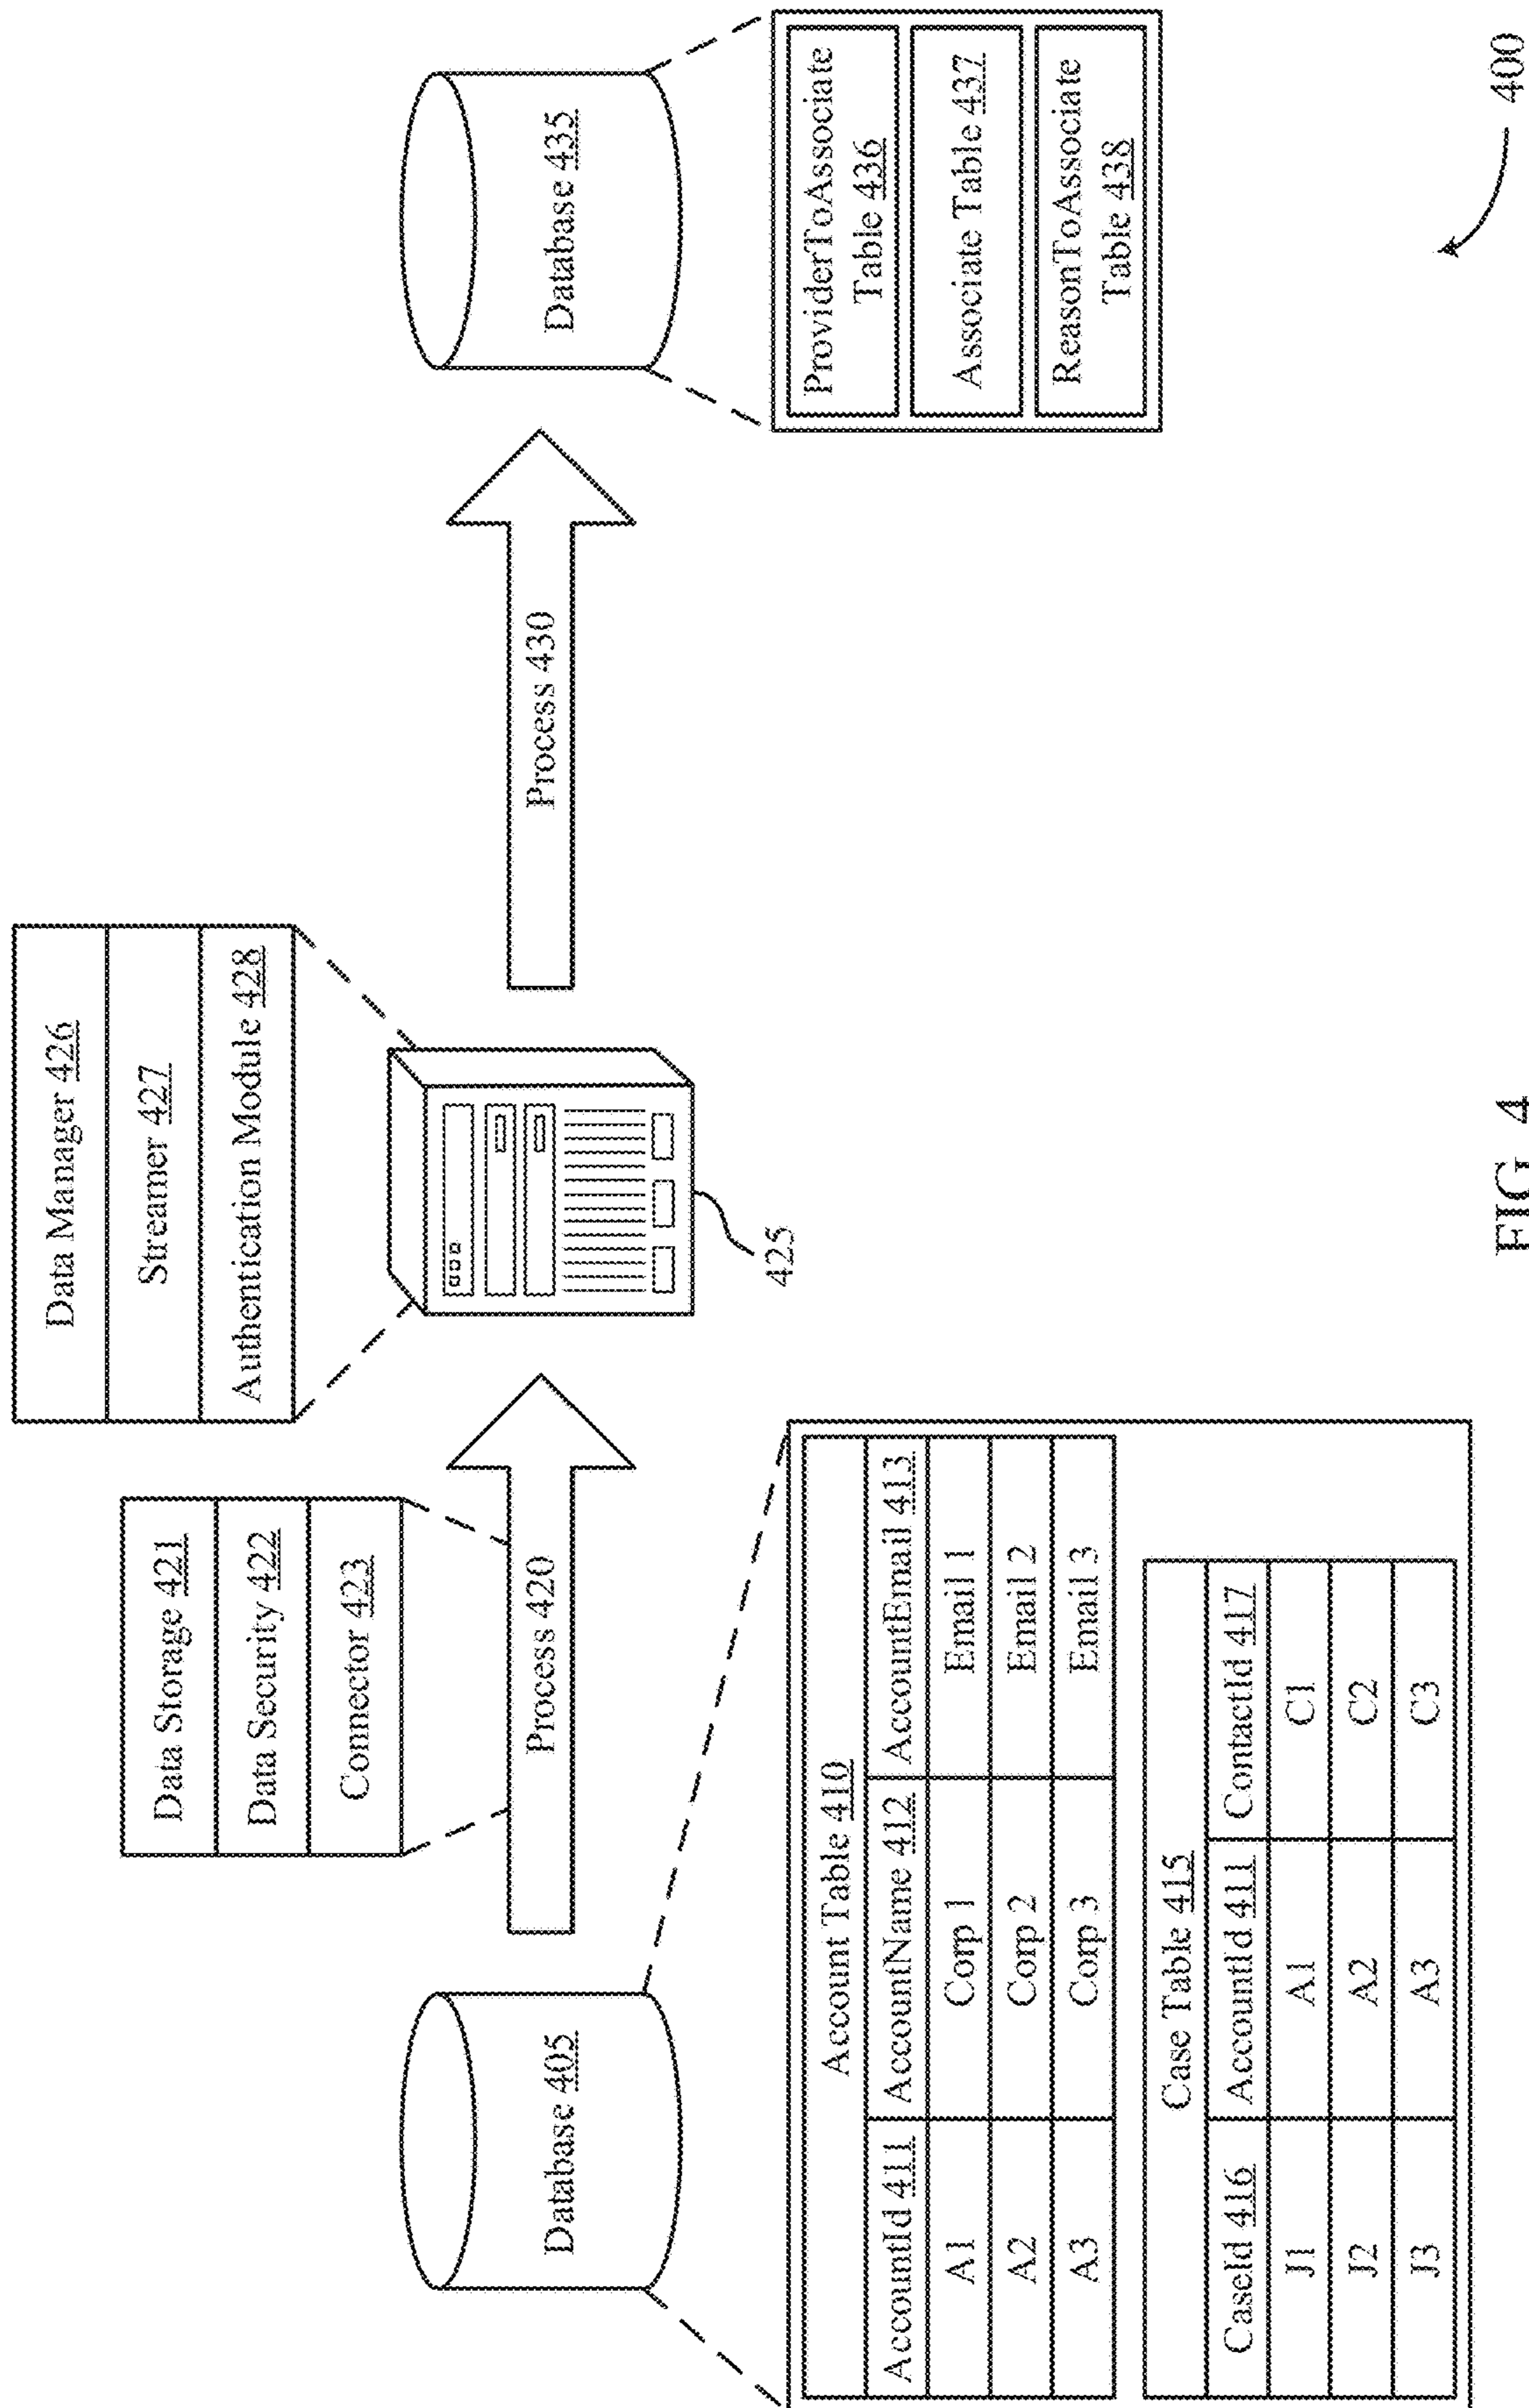 Data Storage 421
Data Security 422
Connector 423
Data Manager 426
Streamer 427
Authentication Module 428
Database 405
Process 420
425
Process 430
Database 435
Account Table 410
AccountId 411 AccountName 412 AccountEmail 413
A1 Corp 1 Email 1
A2 Corp 2 Email 2
A3 Corp 3 Email 3
Case Table 415
CaseId 416 AccountId 411 ContactId 417
J1 A1 C1
J2 A2 C2
J3 A3 C3
ProviderToAssociate
Table 436
Associate Table 437
ReasonToAssociate
Table 438
400
FIG. 4